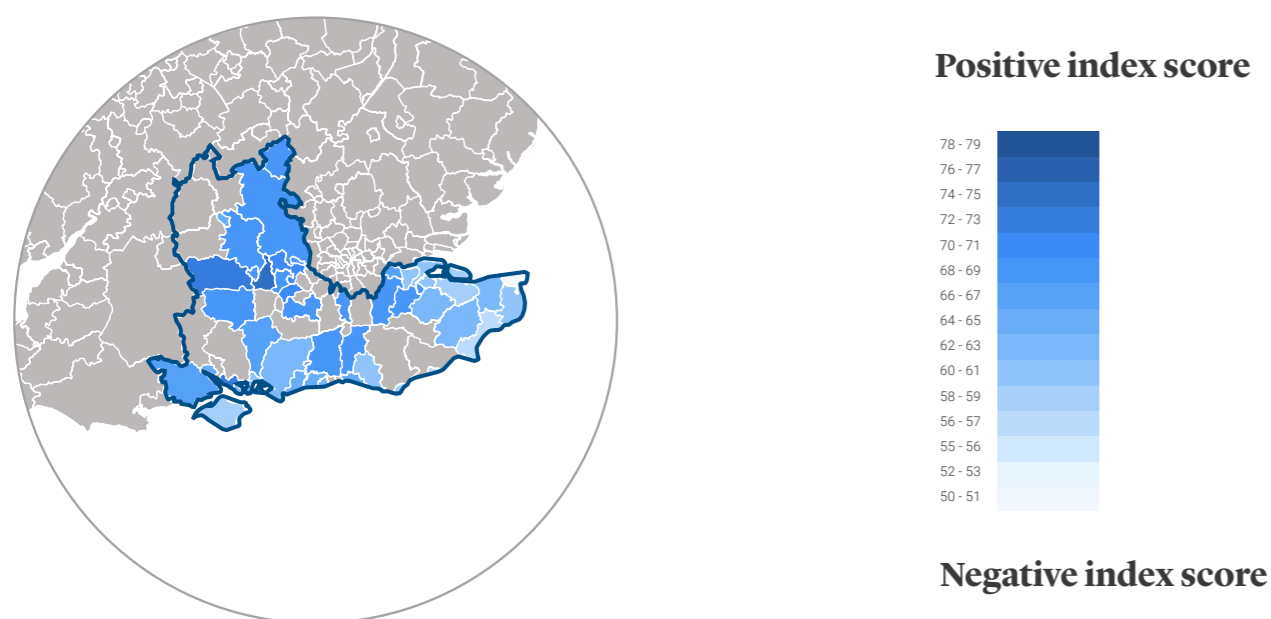 Positive index score
78 - 79
76 - 77
74 - 75
72 - 73
70 - 71
68 - 69
66 - 67
64 - 65
62 - 63
60 - 61
58 - 59
56 - 57
55 - 56
52 - 53
50 - 51
Negative index score